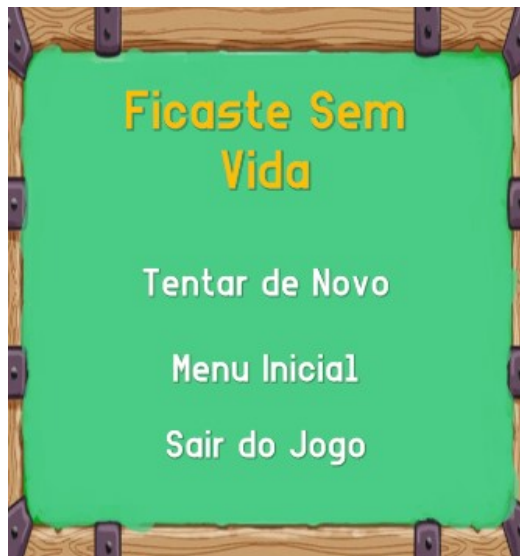 Ficaste Sem
Vida
Tentar de Novo
Menu Inicial
Sair do Jogo